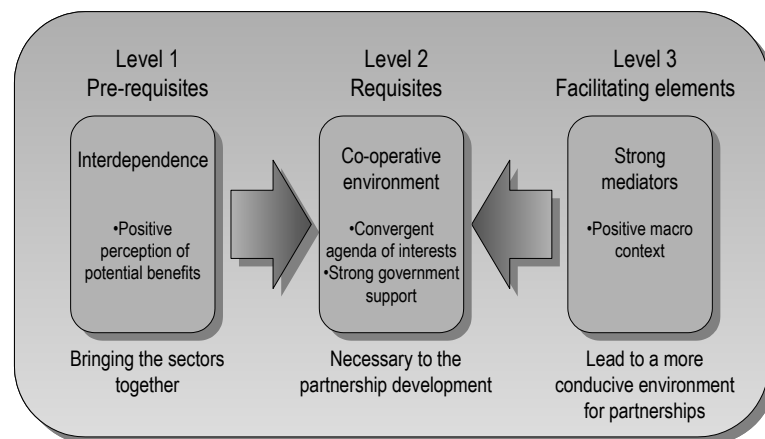 Level 1
Pre-requisites
Interdependence
•Positive
perception of
potential benefits
Bringing the sectors
together
Level 2
Requisites
Co-operative
environment
•Convergent
agenda of interests
•Strong government
support
Necessary to the
partnership development
Level 3
Facilitating elements
Strong
mediators
•Positive macro
context
Lead to a more
conducive environment
for partnerships